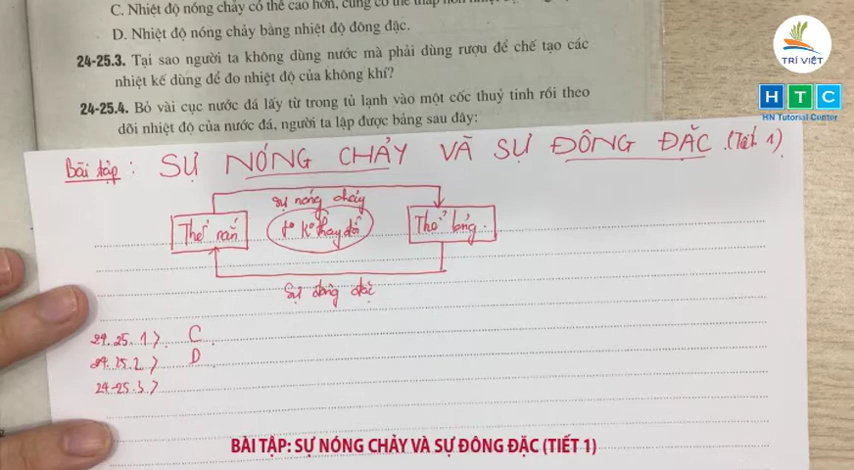 C. Nhiệt độ nóng chảy có thể cao hơn, cũng có thể thấp hơn nhiệt
D. Nhiệt độ nóng chảy bằng nhiệt độ đông đặc.
24-25.3. Tại sao người ta không dùng nước mà phải dùng rượu để chế tạo các
nhiệt kế dùng để đo nhiệt độ của không khí?
24-25.4. Bỏ vài cục nước đá lấy từ trong tủ lạnh vào một cốc thuỷ tinh rồi theo
dõi nhiệt độ của nước đá, người ta lập được bảng sau đây:
TRÍ VIỆT
HTC
HN Tutorial Center
Bài tập: SỰ NÓNG CHẢY VÀ SỰ ĐÔNG ĐẶC (Tiết 1)
sự nóng chảy
Thể rắn
to k° thay đổi
Thể lỏng
Sự đông đặc
24.25.1> C
24.25.2> D
24-25.3>
BÀI TẬP: SỰ NÓNG CHẢY VÀ SỰ ĐÔNG ĐẶC (TIẾT 1)